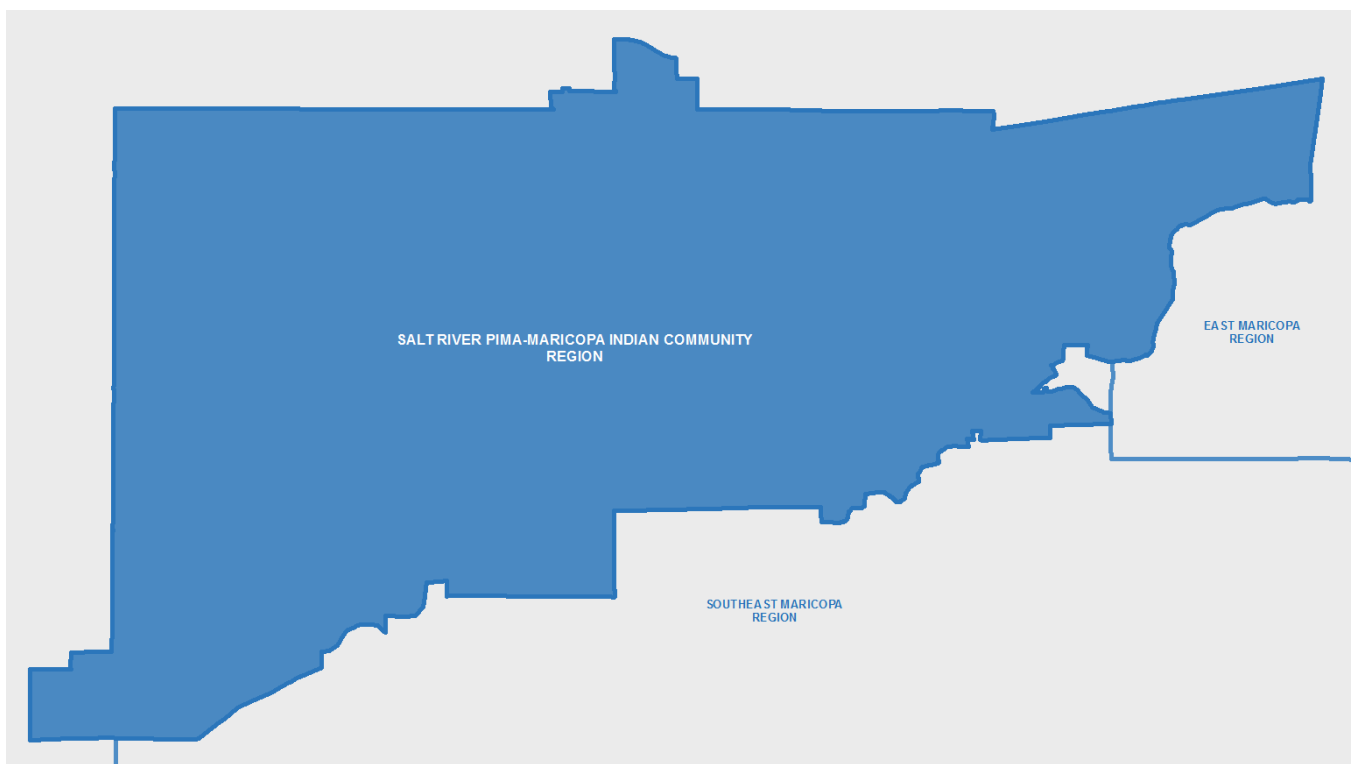 SALT RIVER PIMA-MARICOPA INDIAN COMMUNITY
REGION
EAST MARICOPA
REGION
SOUTHEAST MARICOPA
REGION